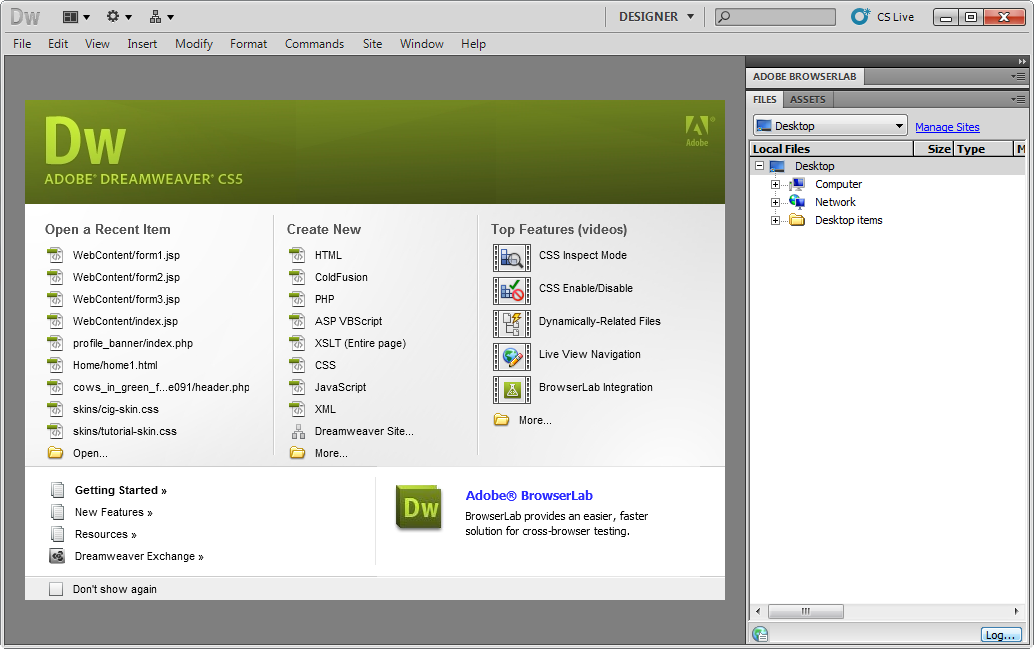 Dw
DESIGNER
CS Live
File Edit View Insert Modify Format Commands Site Window Help
Dw
ADOBE® DREAMWEAVER® CS5
Adobe
Open a Recent Item
WebContent/form1.jsp
WebContent/form2.jsp
WebContent/form3.jsp
WebContent/index.jsp
profile_banner/index.php
Home/home1.html
cows_in_green_f...e091/header.php
skins/cig-skin.css
skins/tutorial-skin.css
Open...
Create New
HTML
ColdFusion
PHP
ASP VBScript
XSLT (Entire page)
CSS
JavaScript
XML
Dreamweaver Site...
More...
Top Features (videos)
CSS Inspect Mode
CSS Enable/Disable
Dynamically-Related Files
Live View Navigation
BrowserLab Integration
More...
Getting Started »
New Features »
Resources »
Dreamweaver Exchange »
Dw
Adobe® BrowserLab
BrowserLab provides an easier, faster
solution for cross-browser testing.
Don't show again
ADOBE BROWSERLAB
FILES ASSETS
Desktop Manage Sites
Local Files Size Type M
Desktop
Computer
Network
Desktop items
Log...